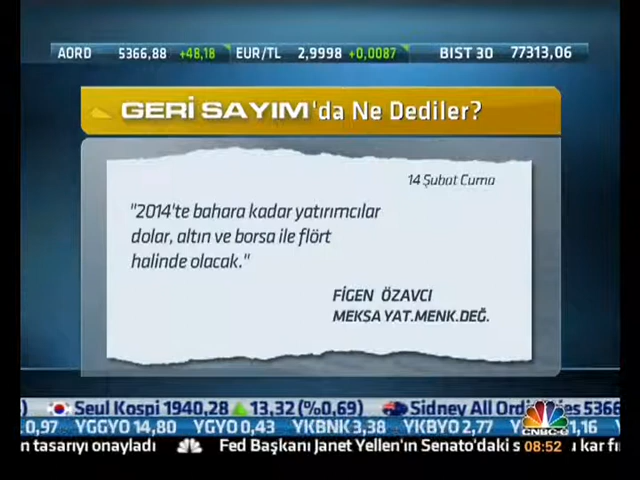 AORD 5366,88 +48,18 EUR/TL 2,9998 +0,0087 BIST 30 77313,06
GERİ SAYIM'da Ne Dediler?
14 Şubat Cuma
"2014'te bahara kadar yatırımcılar
dolar, altın ve borsa ile flört
halinde olacak."
FİGEN ÖZAVCI
MEKSA YAT.MENK.DEĞ.
) Seul Kospi 1940,28 13,32 (%0,69) Sidney All Ordi 5366
0,97 YGGYO 14,80 YGYO 0,43 YKBNK 3,38 YKBYO 2,77 1,16
CNBC-e
n tasarıyı onayladı Fed Başkanı Janet Yellen'ın Senato'daki s 08:52 u kar f